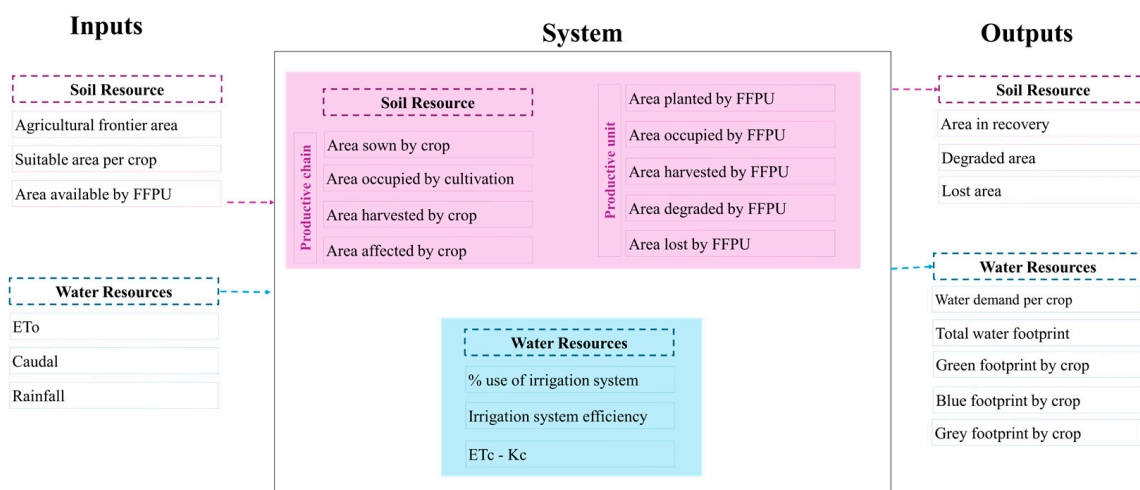 Inputs
Soil Resource
Agricultural frontier area
Suitable area per crop
Area available by FFPU
Water Resources
ETo
Caudal
Rainfall
System
Soil Resource
Productive chain
Area sown by crop
Area occupied by cultivation
Area harvested by crop
Area affected by crop
Productive unit
Area planted by FFPU
Area occupied by FFPU
Area harvested by FFPU
Area degraded by FFPU
Area lost by FFPU
Water Resources
% use of irrigation system
Irrigation system efficiency
ETc - Kc
Outputs
Soil Resource
Area in recovery
Degraded area
Lost area
Water Resources
Water demand per crop
Total water footprint
Green footprint by crop
Blue footprint by crop
Grey footprint by crop